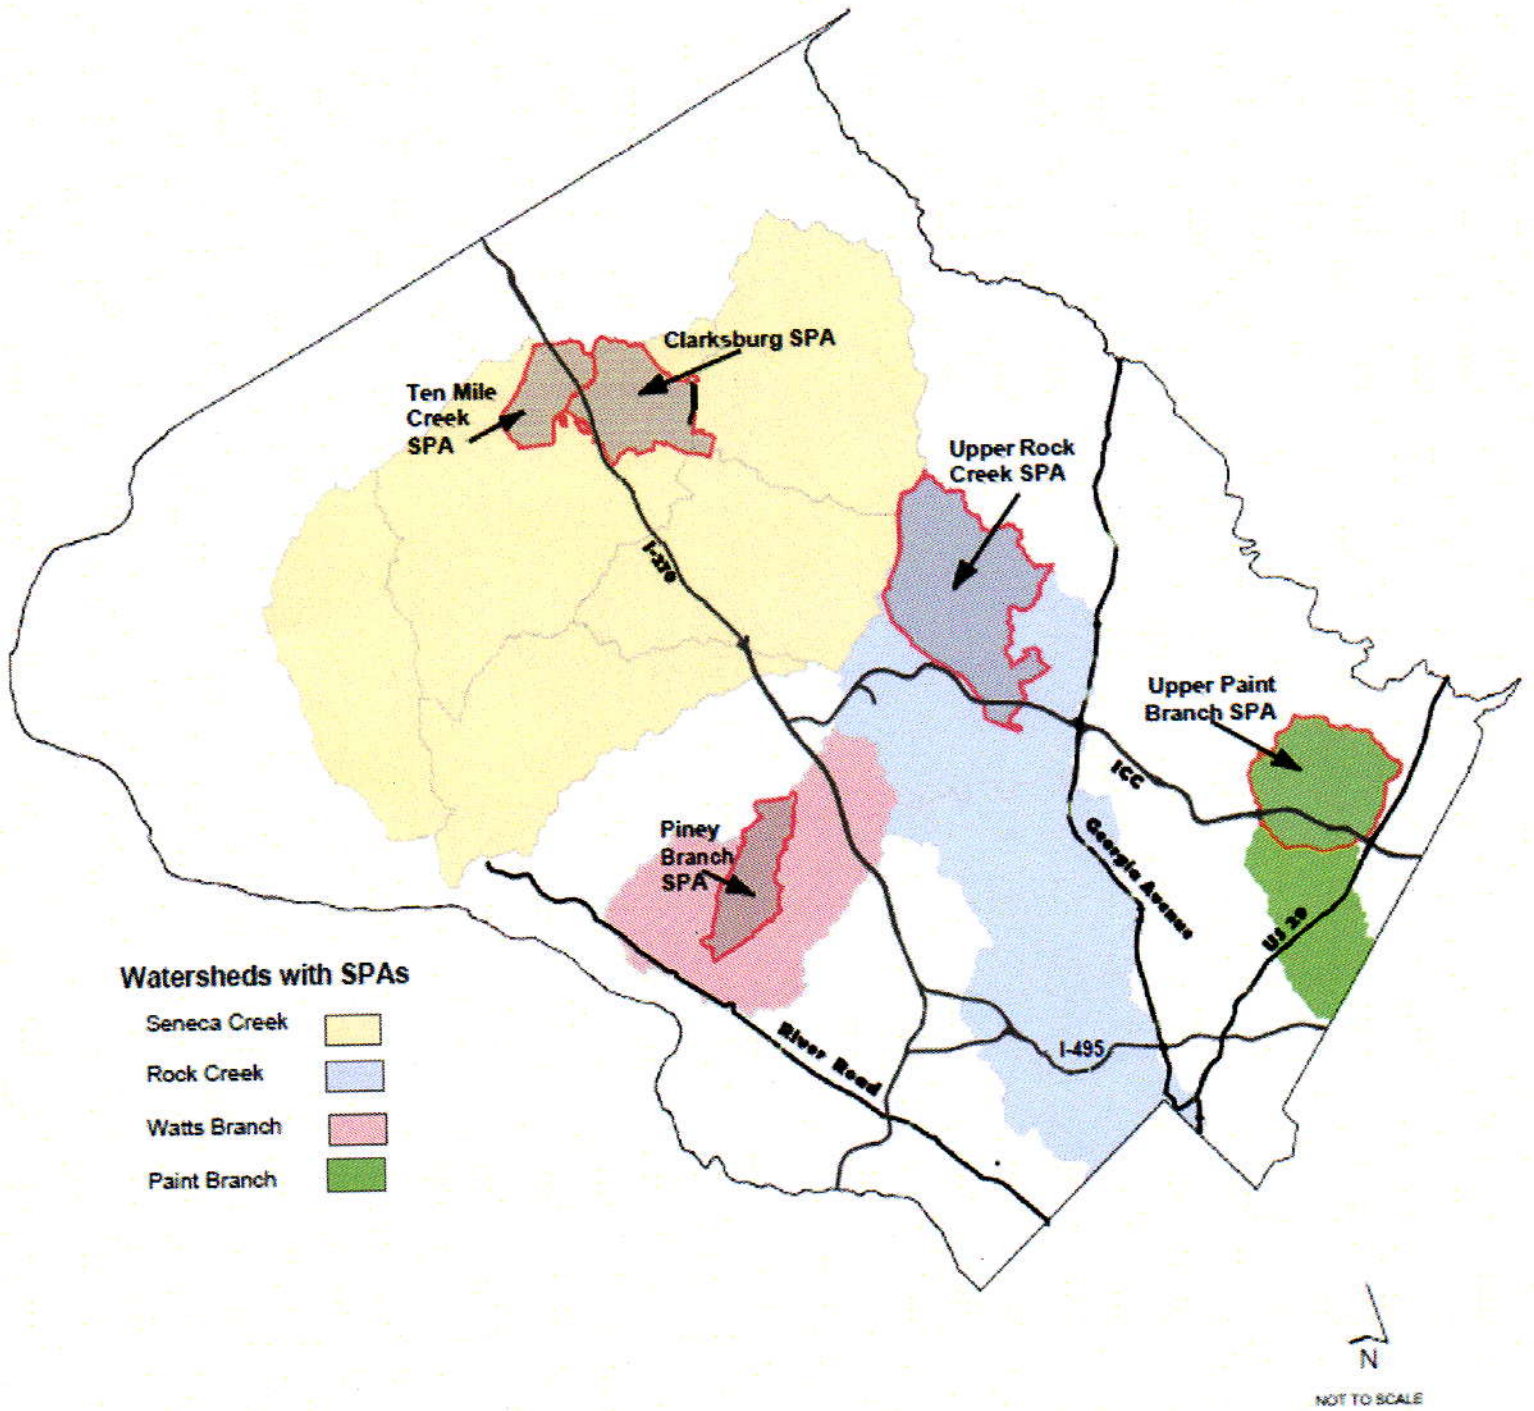 Clarksburg SPA
Ten Mile
Creek
SPA
Upper Rock
Creek SPA
I-270
Upper Paint
Branch SPA
ICC
Piney
Branch
SPA
Georgia Avenue
US 29
Watersheds with SPAs
Seneca Creek
Rock Creek
Watts Branch
Paint Branch
River Road
I-495
N
NOT TO SCALE